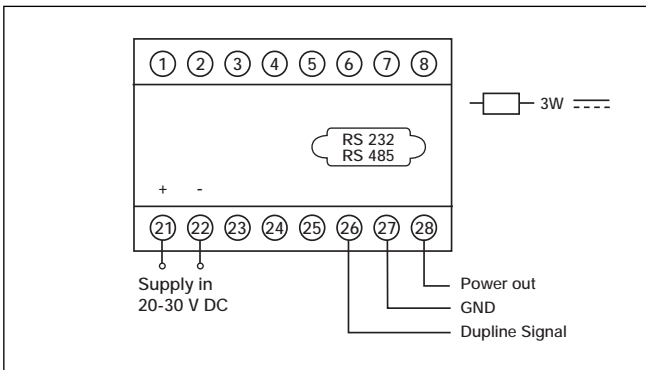 1 2 3 4 5 6 7 8
3W
RS 232
RS 485
+ -
21 22 23 24 25 26 27 28
Supply in
20-30 V DC
Power out
GND
Dupline Signal